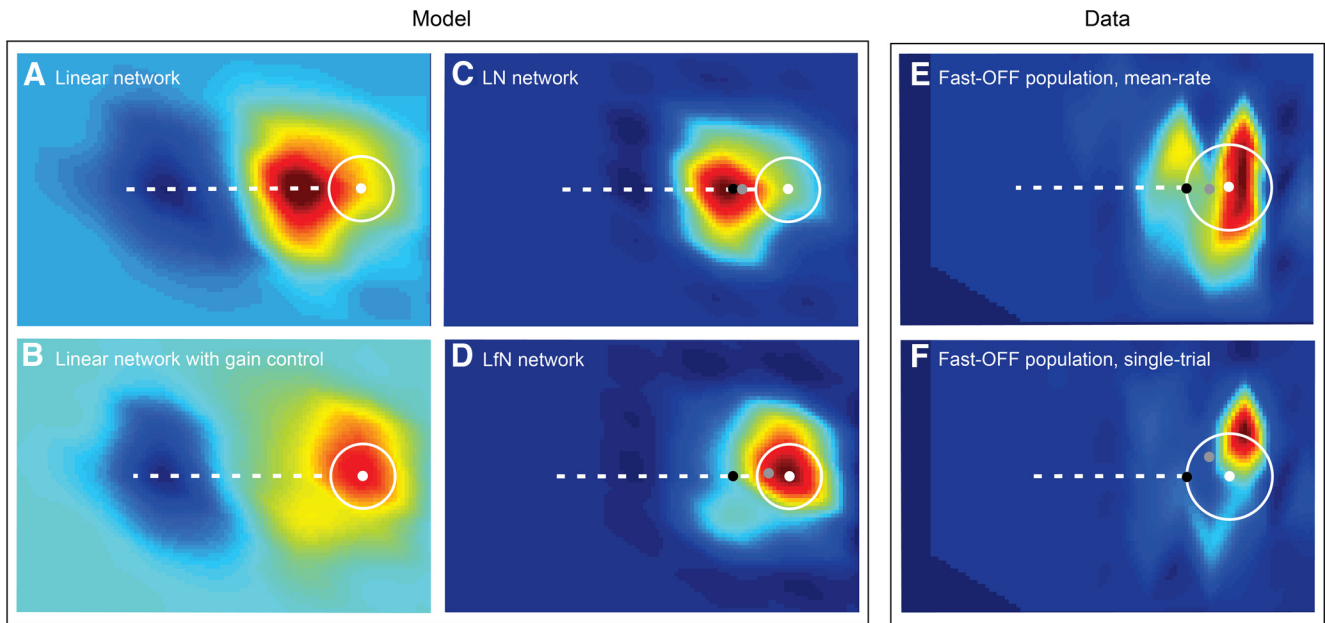 Model
Data
A Linear network
C LN network
E Fast-OFF population, mean-rate
B Linear network with gain control
D LfN network
F Fast-OFF population, single-trial